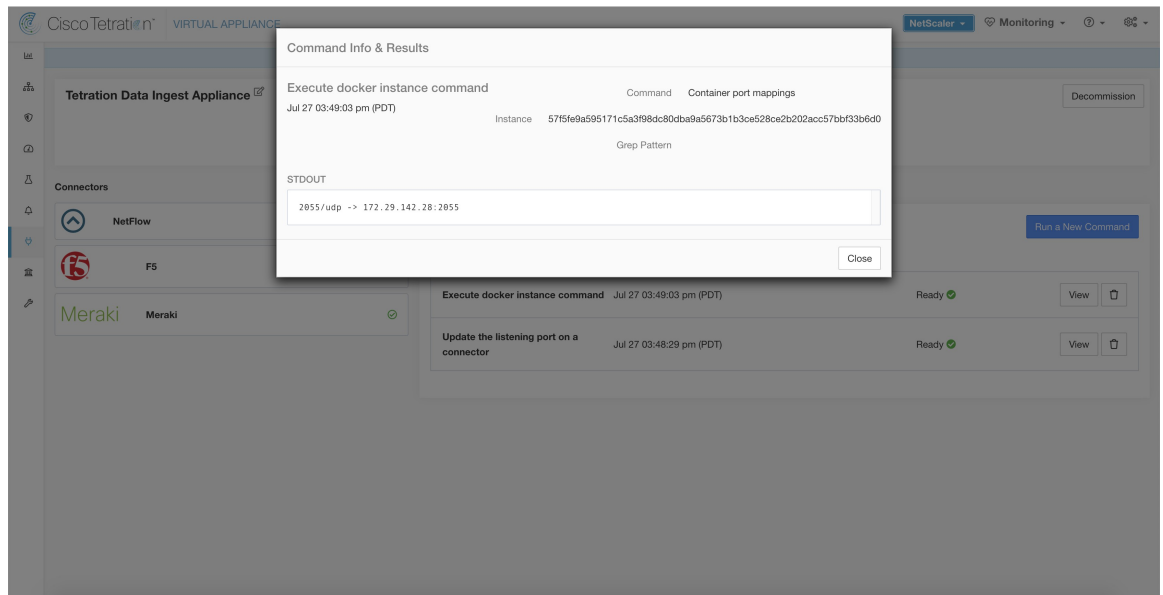 Cisco Tetration™ VIRTUAL APPLIANCE
NetScaler
Monitoring
Command Info & Results
Execute docker instance command
Jul 27 03:49:03 pm (PDT)
Command Container port mappings
Instance 57f5fe9a595171c5a3f98dc80dba9a5673b1b3ce528ce2b202acc57bbf33b6d0
Grep Pattern
STDOUT
2055/udp -> 172.29.142.28:2055
Close
Tetration Data Ingest Appliance
Decommission
Connectors
NetFlow
F5
Meraki Meraki
Run a New Command
Execute docker instance command Jul 27 03:49:03 pm (PDT) Ready View
Update the listening port on a
connector
Jul 27 03:48:29 pm (PDT) Ready View